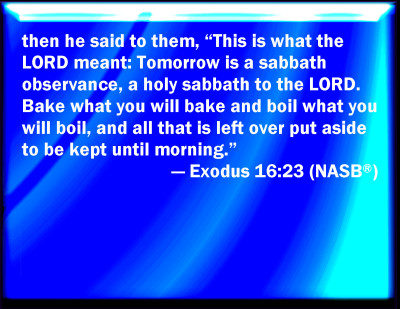 then he said to them, “This is what the
LORD meant: Tomorrow is a sabbath
observance, a holy sabbath to the LORD.
Bake what you will bake and boil what you
will boil, and all that is left over put aside
to be kept until morning.”
— Exodus 16:23 (NASB®)